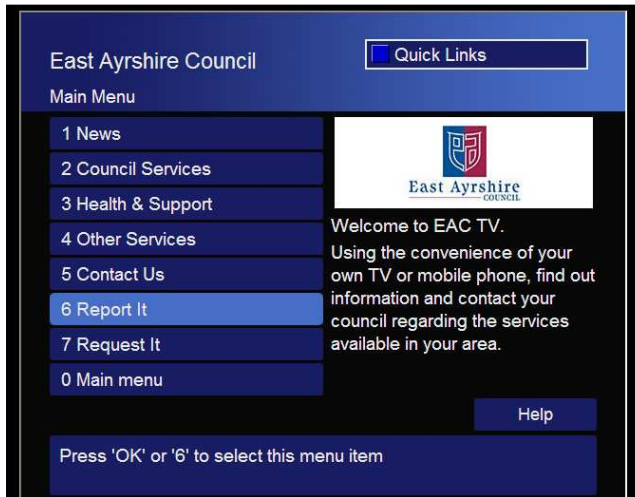 East Ayrshire Council
Quick Links
Main Menu
1 News
2 Council Services
3 Health & Support
4 Other Services
5 Contact Us
6 Report It
7 Request It
0 Main menu
East Ayrshire
COUNCIL
Welcome to EAC TV.
Using the convenience of your
own TV or mobile phone, find out
information and contact your
council regarding the services
available in your area.
Help
Press 'OK' or '6' to select this menu item